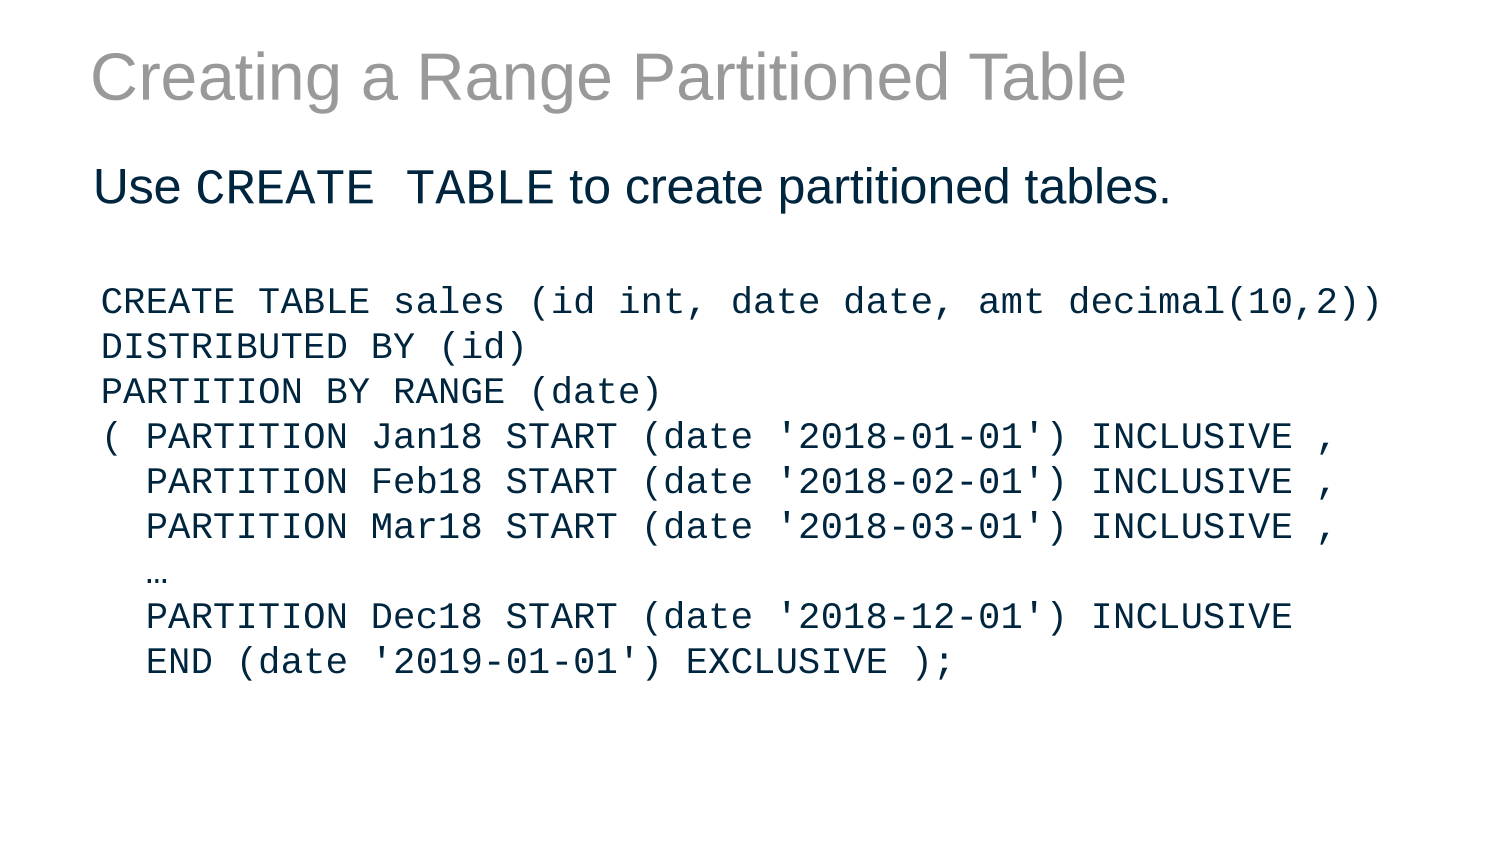 Creating a Range Partitioned Table
Use CREATE TABLE to create partitioned tables.
CREATE TABLE sales (id int, date date, amt decimal(10,2))
DISTRIBUTED BY (id)
PARTITION BY RANGE (date)
( PARTITION Jan18 START (date '2018-01-01') INCLUSIVE ,
  PARTITION Feb18 START (date '2018-02-01') INCLUSIVE ,
  PARTITION Mar18 START (date '2018-03-01') INCLUSIVE ,
  …
  PARTITION Dec18 START (date '2018-12-01') INCLUSIVE
  END (date '2019-01-01') EXCLUSIVE );